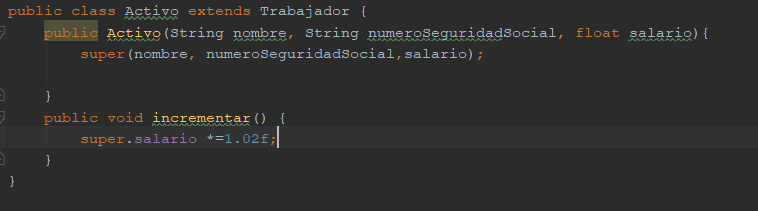 public class Activo extends Trabajador {
public Activo(String nombre, String numeroSeguridadSocial, float salario){
super(nombre, numeroSeguridadSocial,salario);
}
public void incrementar() {
super.salario *=1.02f;
}
}